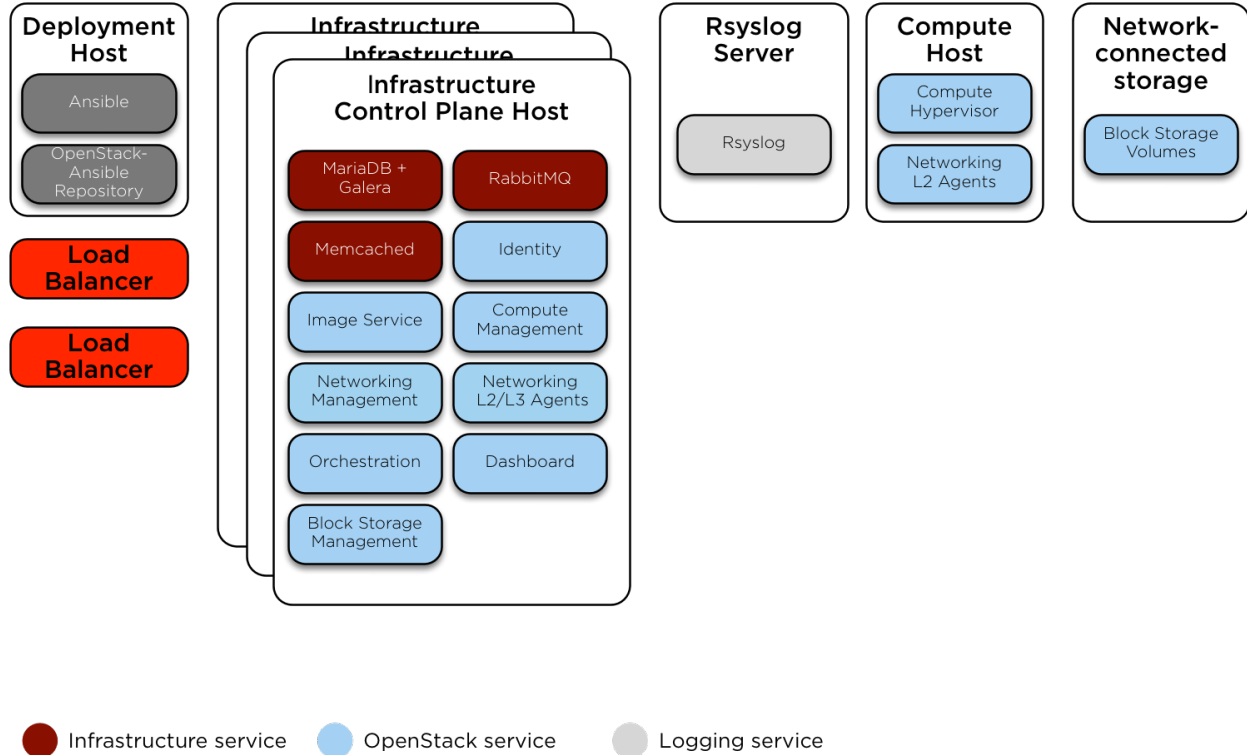 Deployment
Host
Ansible
OpenStack-
Ansible
Repository
Load
Balancer
Load
Balancer
Infrastructure
Infrastructure
Infrastructure
Control Plane Host
MariaDB +
Galera
RabbitMQ
Memcached
Identity
Image Service
Compute
Management
Networking
Management
Networking
L2/L3 Agents
Orchestration
Dashboard
Block Storage
Management
Rsyslog
Server
Rsyslog
Compute
Host
Compute
Hypervisor
Networking
L2 Agents
Network-
connected
storage
Block Storage
Volumes
Infrastructure service
OpenStack service
Logging service